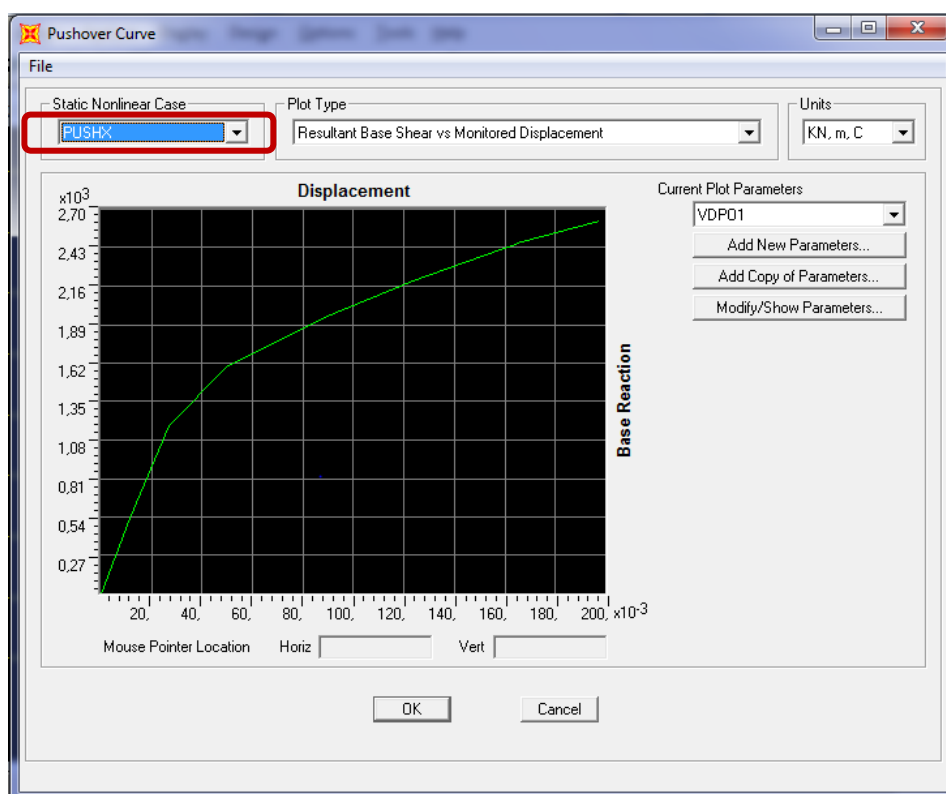 Pushover Curve
File
Static Nonlinear Case
PUSHX
Plot Type
Resultant Base Shear vs Monitored Displacement
Units
KN, m, C
Displacement
x103
2,70
2,43
2,16
1,89
1,62
1,35
1,08
0,81
0,54
0,27
20, 40, 60, 80, 100, 120, 140, 160, 180, 200, x10-3
Base Reaction
Current Plot Parameters
VDPO1
Add New Parameters...
Add Copy of Parameters...
Modify/Show Parameters...
Mouse Pointer Location Horiz Vert
OK Cancel